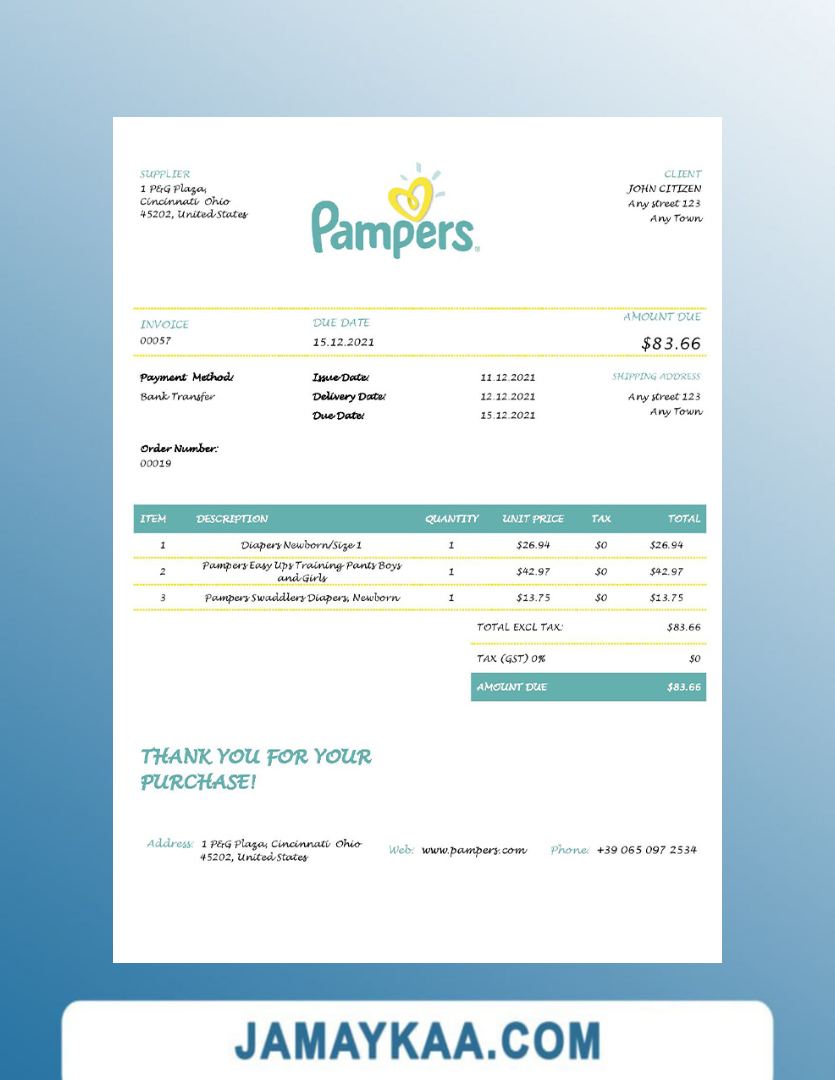 SUPPLIER
1 P&G Plaza,
Cincinnati Ohio
45202, United States
Pampers
TM
CLIENT
JOHN CITIZEN
Any street 123
Any Town
INVOICE
00057
DUE DATE
15.12.2021
AMOUNT DUE
$83.66
Payment Method:
Bank Transfer
Issue Date: 11.12.2021
Delivery Date: 12.12.2021
Due Date: 15.12.2021
SHIPPING ADDRESS
Any street 123
Any Town
Order Number:
00019
ITEM DESCRIPTION QUANTITY UNIT PRICE TAX TOTAL
1 Diapers Newborn/Size 1 1 $26.94 $0 $26.94
2 Pampers Easy Ups Training Pants Boys
and Girls 1 $42.97 $0 $42.97
3 Pampers Swaddlers Diapers, Newborn 1 $13.75 $0 $13.75
TOTAL EXCL TAX: $83.66
TAX (GST) 0% $0
AMOUNT DUE $83.66
THANK YOU FOR YOUR
PURCHASE!
Address: 1 P&G Plaza, Cincinnati Ohio
45202, United States
Web: www.pampers.com
Phone: +39 065 097 2534
JAMAYKAA.COM